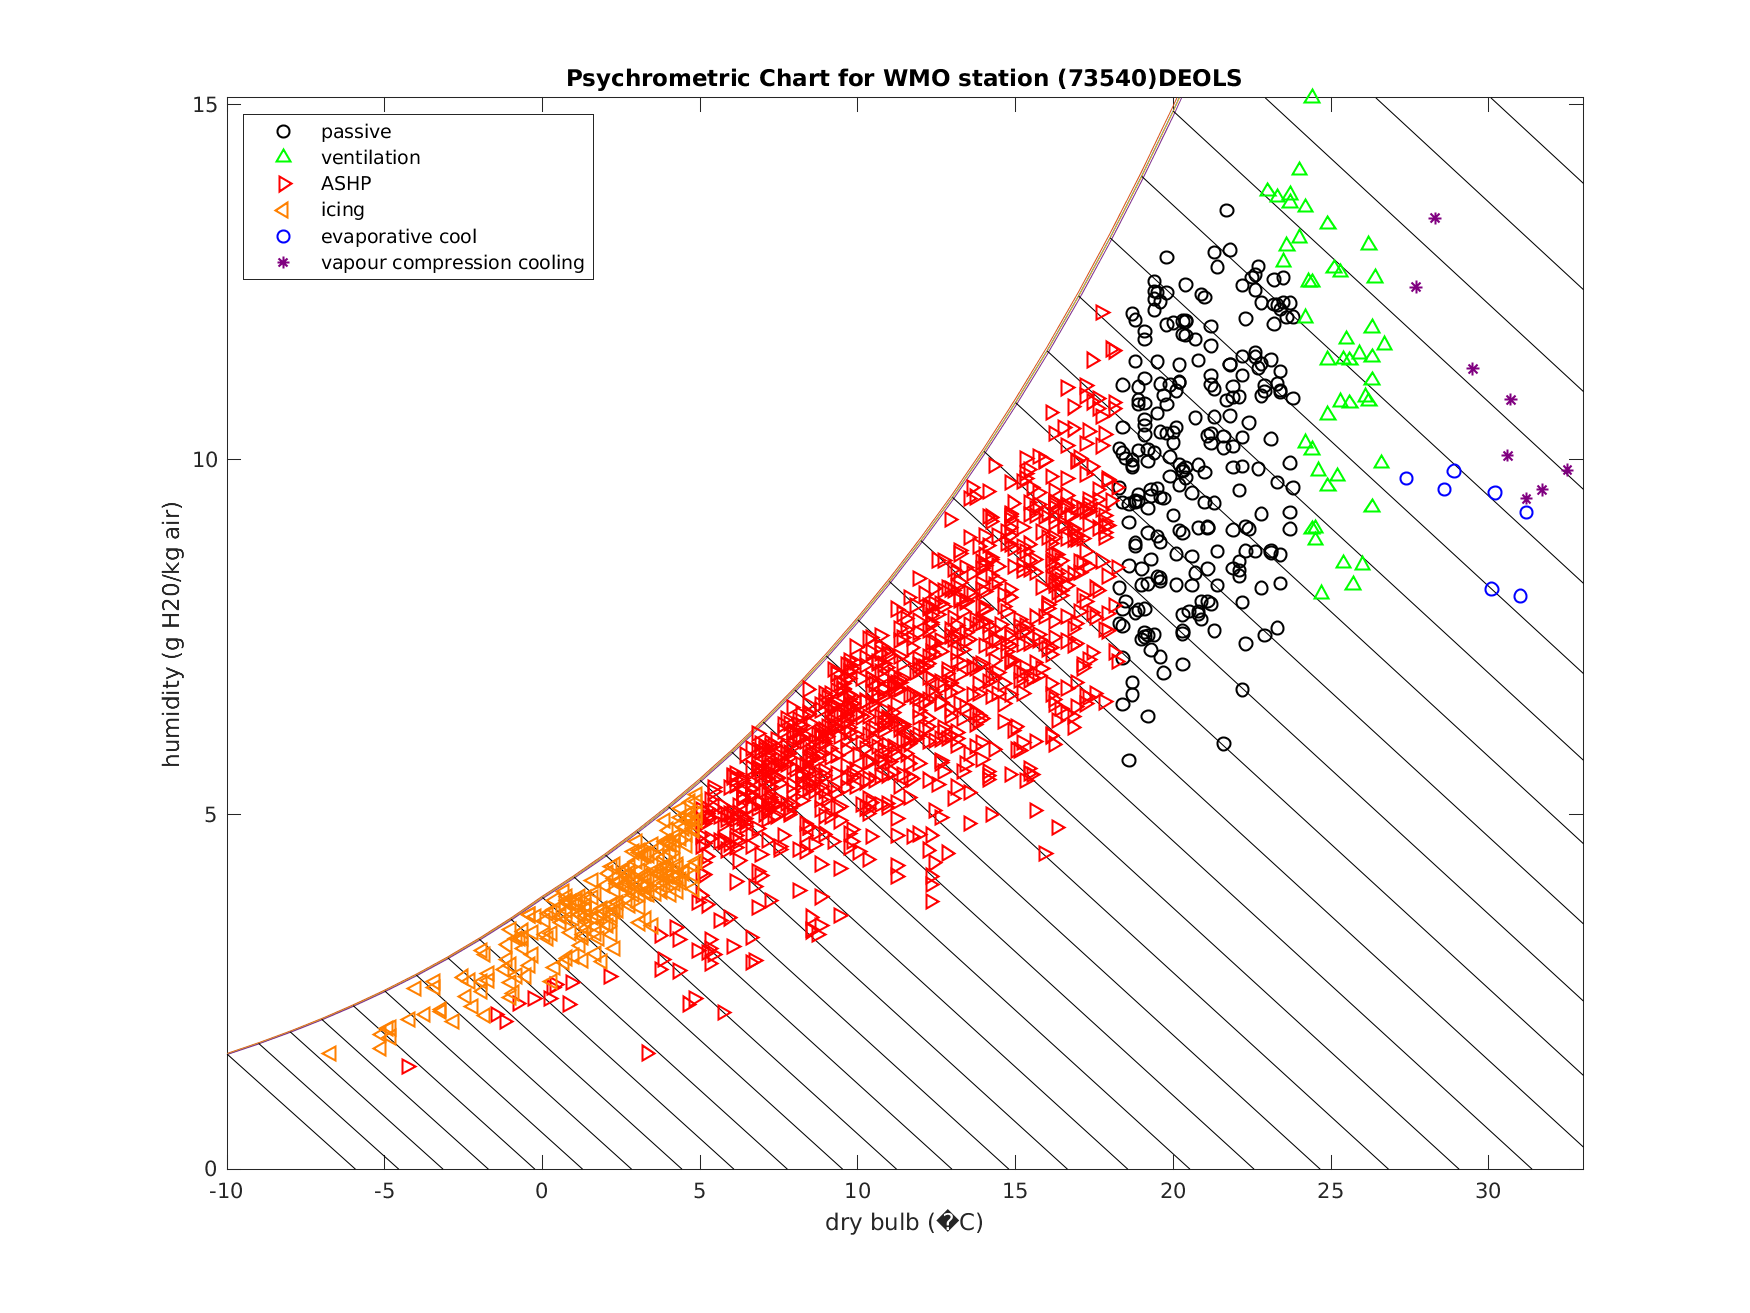 Psychrometric Chart for WMO station (73540)DEOLS
passive
ventilation
ASHP
icing
evaporative cool
vapour compression cooling
humidity (g H20/kg air)
15
10
5
0
-10 -5 0 5 10 15 20 25 30
dry bulb (�C)